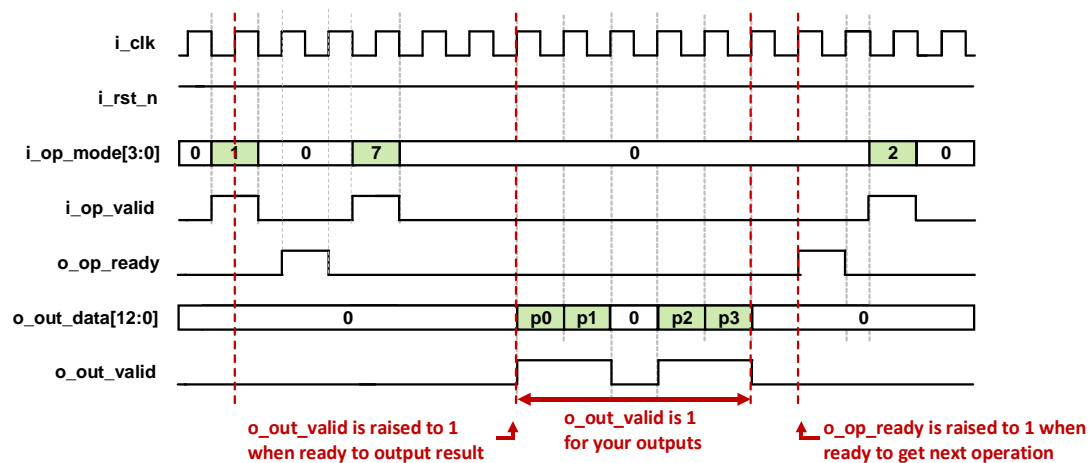 i_clk
i_rst_n
i_op_mode[3:0] 0 1 0 7 0 2 0
i_op_valid
o_op_ready
o_out_data[12:0] 0 p0 p1 0 p2 p3 0
o_out_valid
o_out_valid is raised to 1
when ready to output result
o_out_valid is 1
for your outputs
o_op_ready is raised to 1 when
ready to get next operation